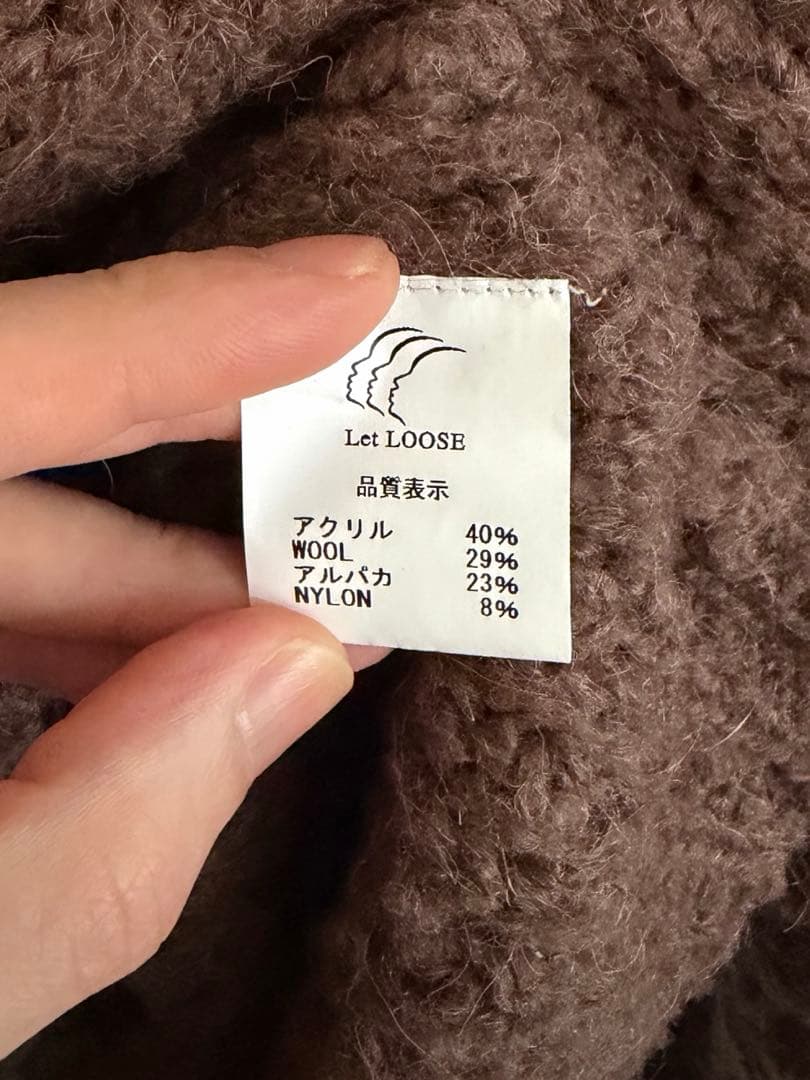 Let LOOSE
品質表示
アクリル 40%
WOOL 29%
アルパカ 23%
NYLON 8%